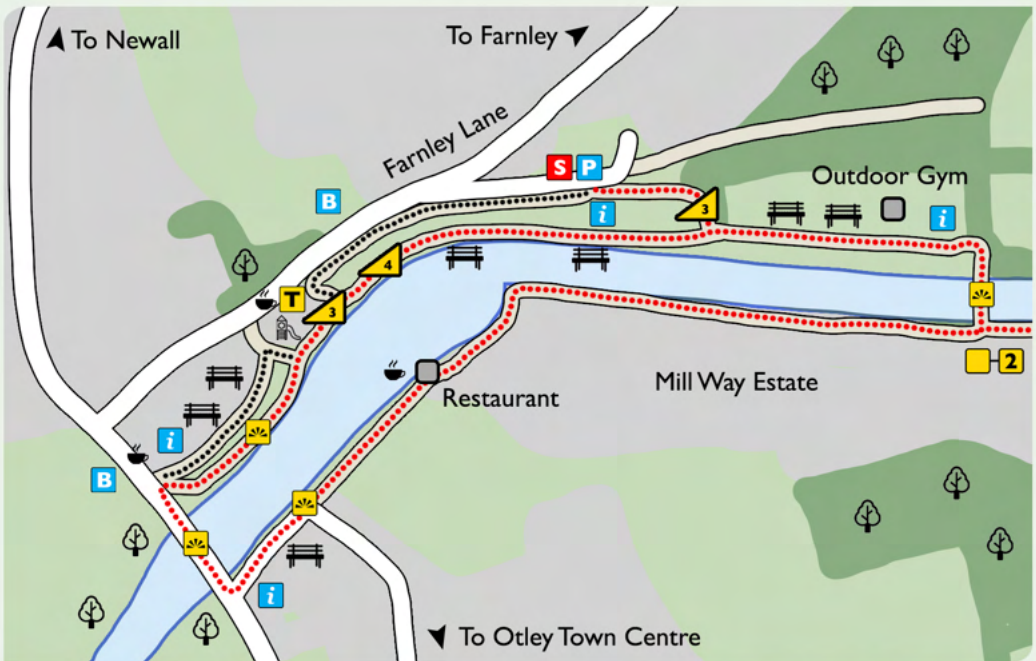 To Newall
To Farnley
Farnley Lane
S P
B
i
3
Outdoor Gym
i
4
T
3
2
Restaurant
Mill Way Estate
i
B
i
To Otley Town Centre